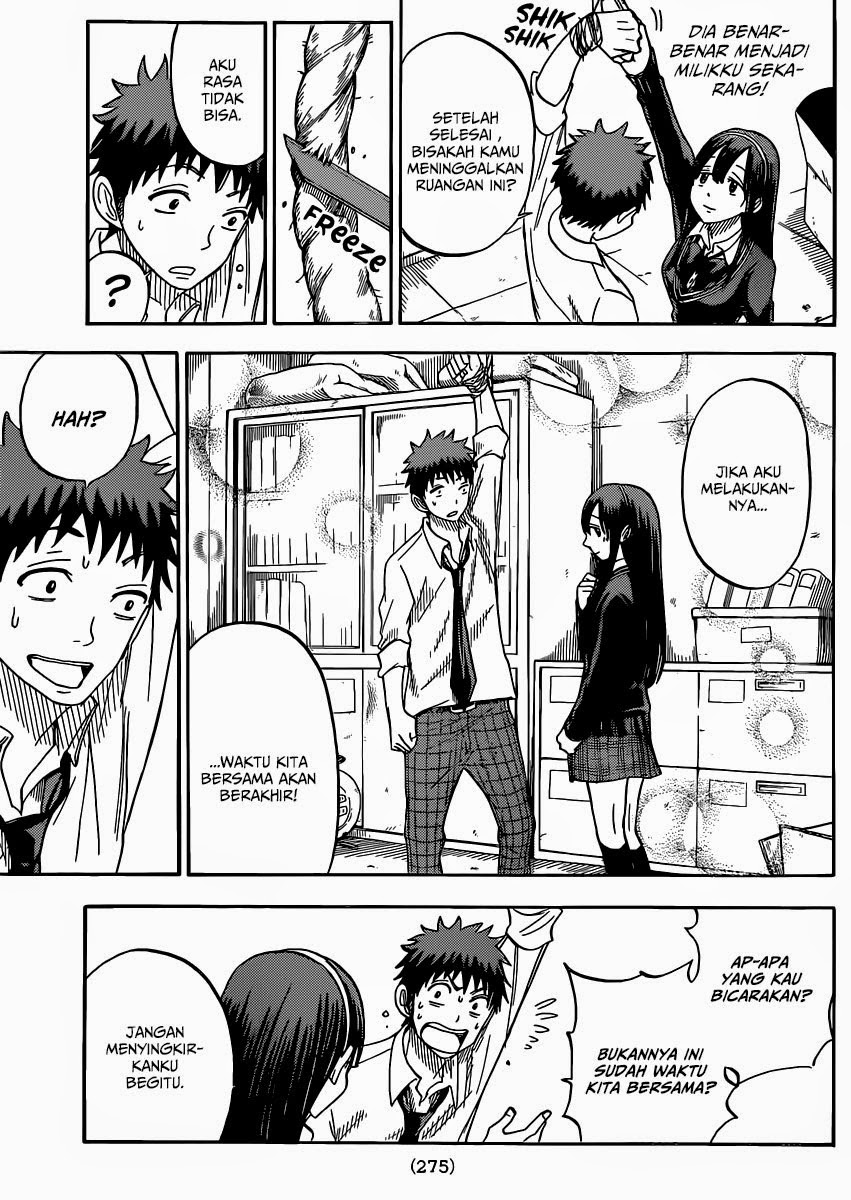 DIA BENAR-
BENAR MENJADI
MILIKKU SEKA-
RANG!
SHIK
SHIK
SETELAH
SELESAI ,
BISAKAH KAMU
MENINGGALKAN
RUANGAN INI?
FREEZE
AKU
RASA
TIDAK
BISA.
?
JIKA AKU
MELAKUKAN-
NYA...
...WAKTU KITA
BERSAMA AKAN
BERAKHIR!
HAH?
AP-APA
YANG KAU
BICARAKAN?
BUKANNYA INI
SUDAH WAKTU
KITA BERSAMA?
JANGAN
MENYINGKIR-
KANKU
BEGITU.
(275)